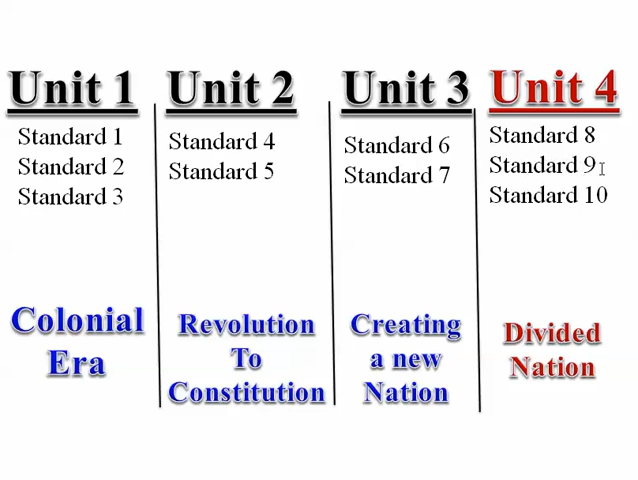 Unit 1
Standard 1
Standard 2
Standard 3
Colonial
Era
Unit 2
Standard 4
Standard 5
Revolution
To
Constitution
Unit 3
Standard 6
Standard 7
Creating
a new
Nation
Unit 4
Standard 8
Standard 9
Standard 10
Divided
Nation